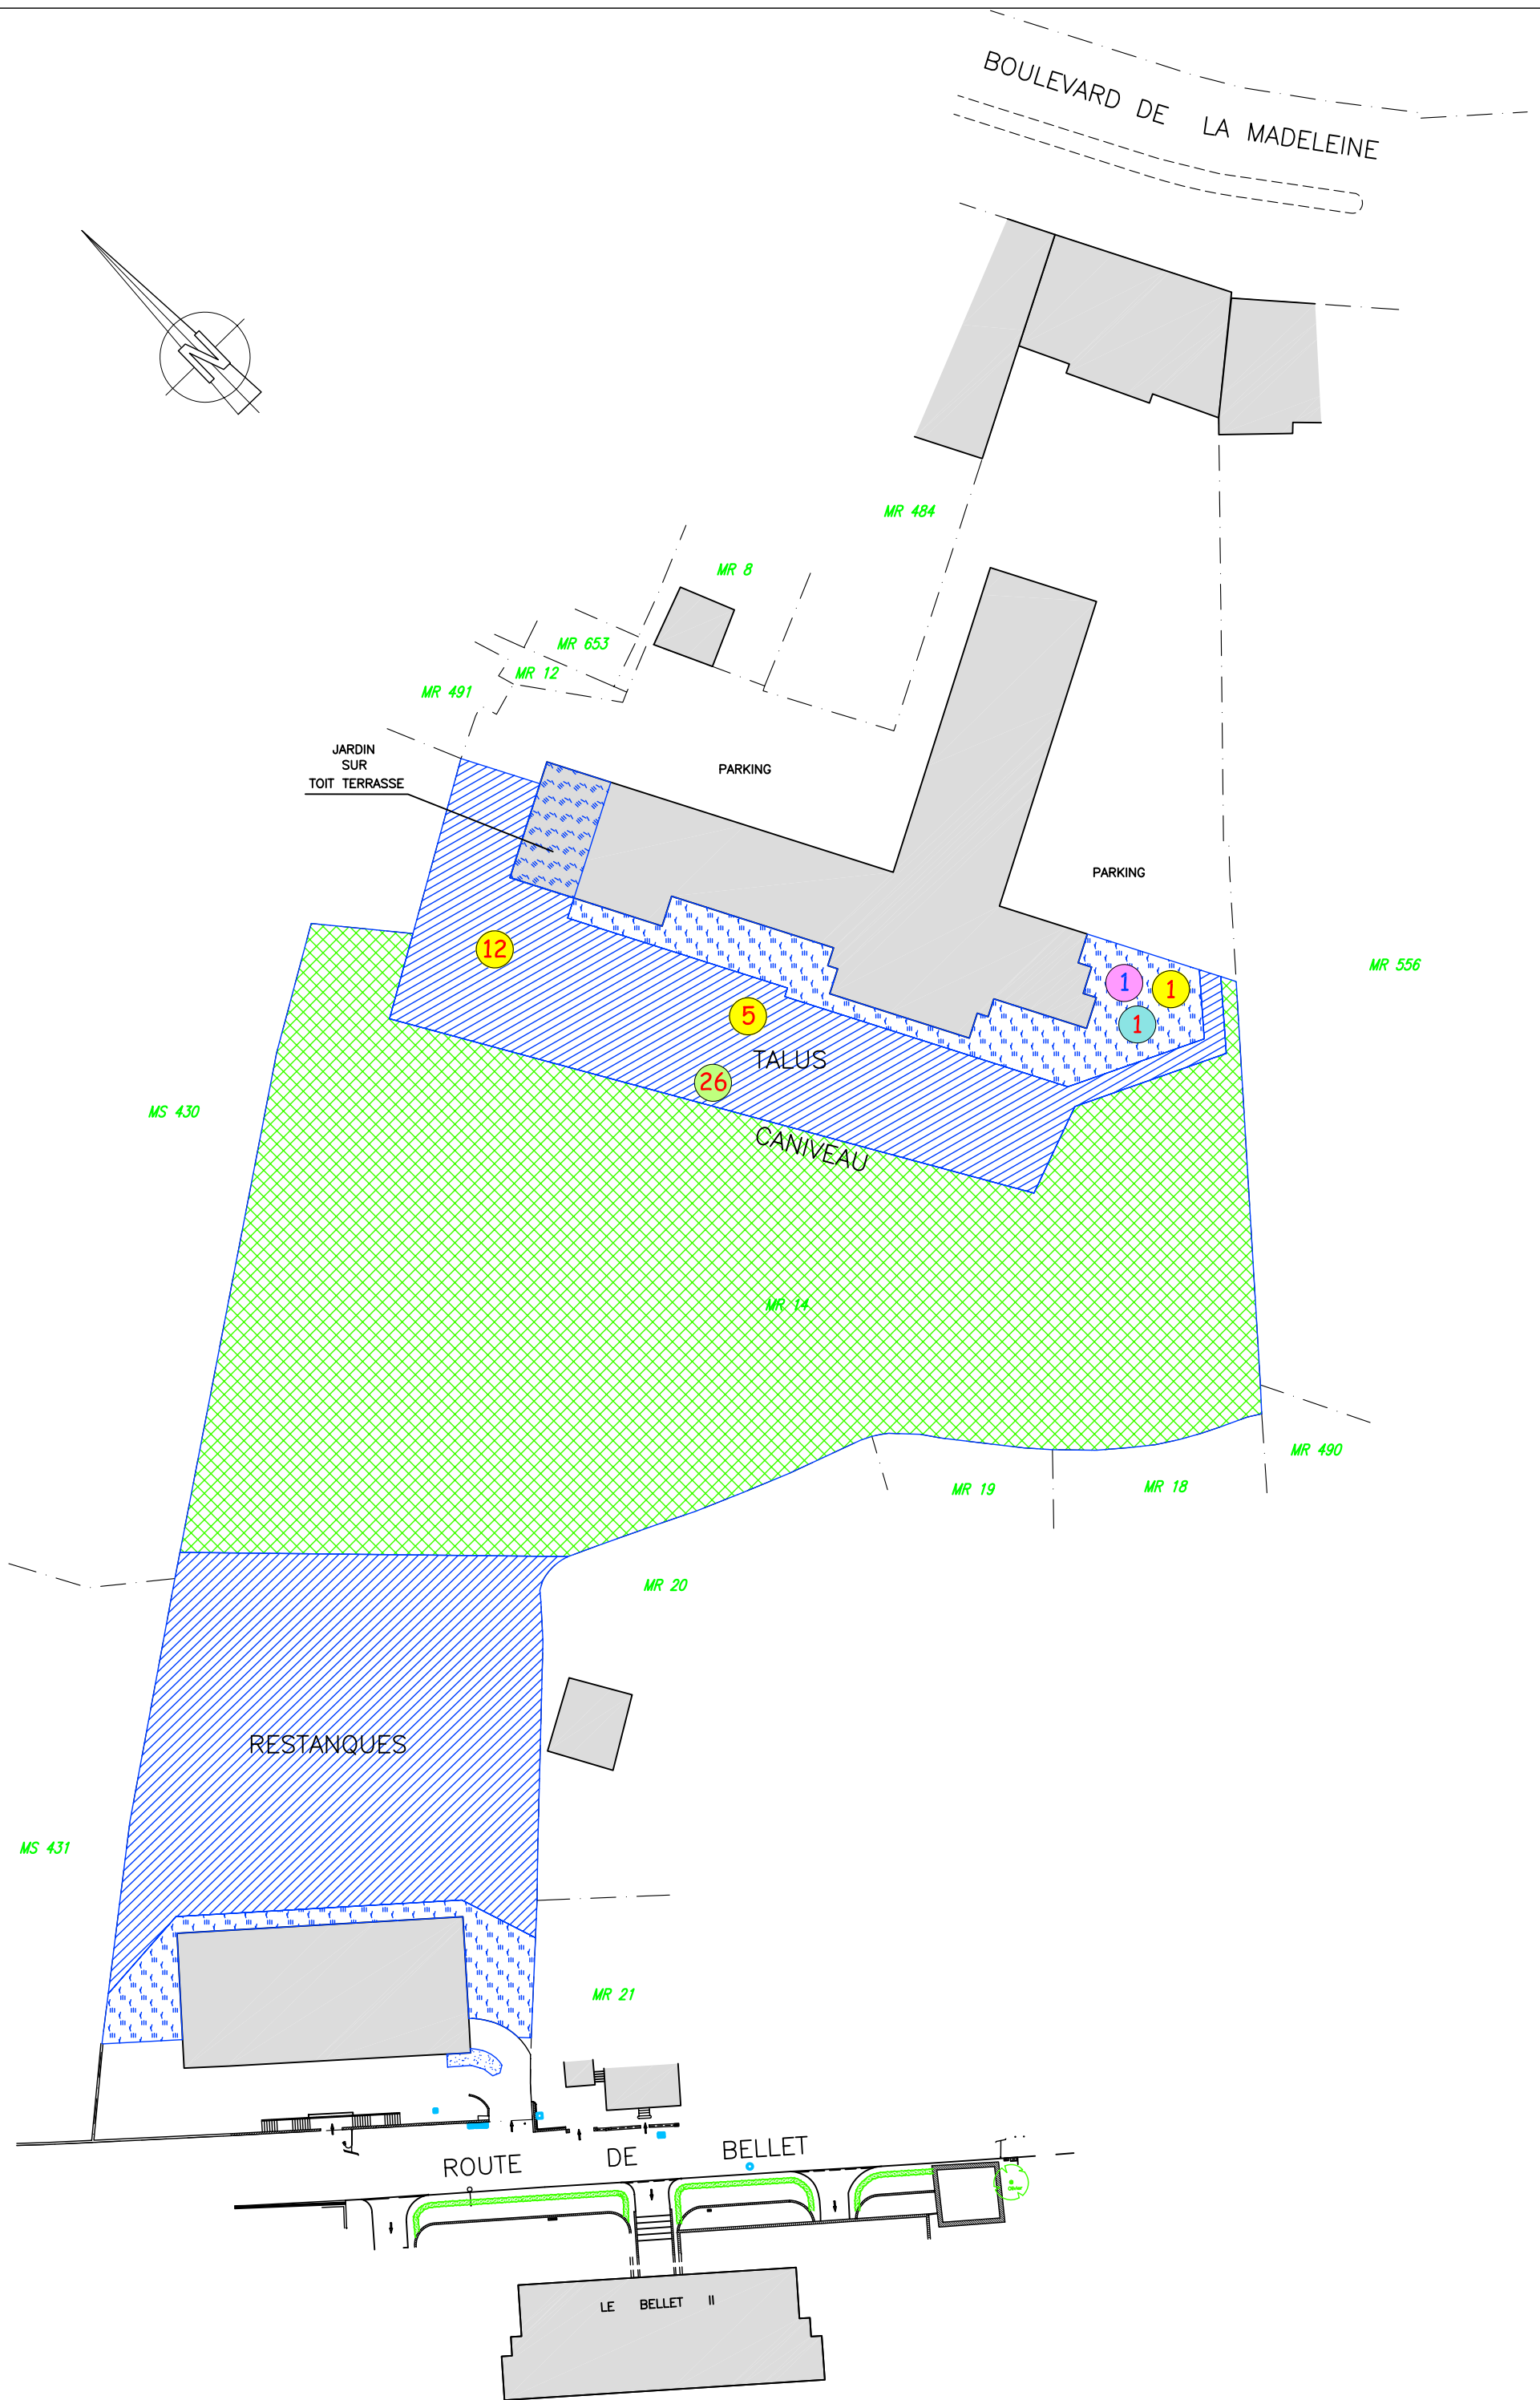 BOULEVARD DE LA MADELEINE
N
MR 484
MR 8
MR 653
MR 12
MR 491
JARDIN
SUR
TOIT TERRASSE
PARKING
PARKING
12
1
1
MR 556
5
1
TALUS
26
MS 430
CANIVEAU
MR 14
MR 490
MR 19
MR 18
MR 20
RESTANQUES
MS 431
MR 21
ROUTE DE BELLET
LE BELLET II